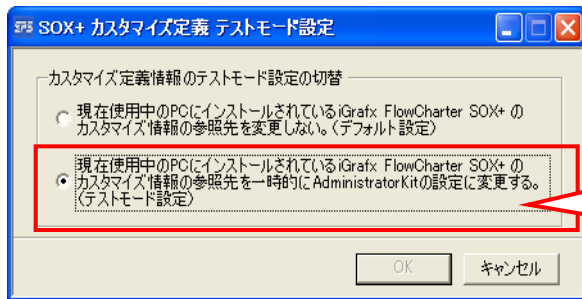 SOX+ カスタマイズ定義 テストモード設定
カスタマイズ定義情報のテストモード設定の切替
現在使用中のPCにインストールされているiGrafx FlowCharter SOX+ の
カスタマイズ情報の参照先を変更しない。（デフォルト設定）
現在使用中のPCにインストールされているiGrafx FlowCharter SOX+ の
カスタマイズ情報の参照先を一時的にAdministratorKitの設定に変更する。
（テストモード設定）
OK
キャンセル